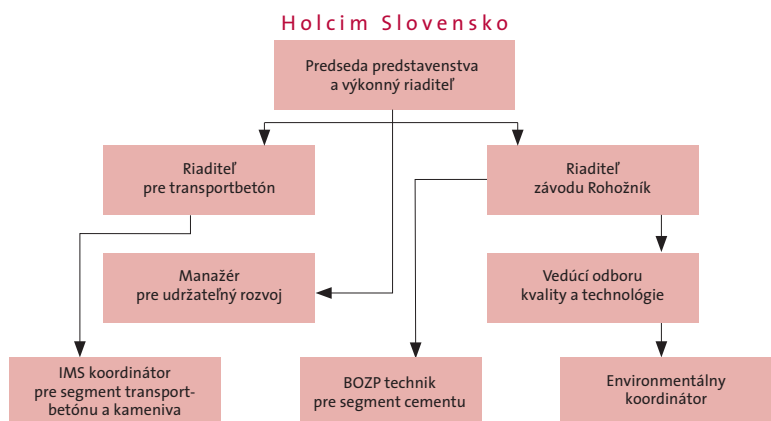 Holcim Slovensko
Predseda predstavenstva
a výkonný riaditeľ
Riaditeľ
pre transportbetón
Riaditeľ
závodu Rohožník
Manažér
pre udržateľný rozvoj
Vedúci odboru
kvality a technológie
IMS koordinátor
pre segment transport-
betónu a kameniva
BOZP technik
pre segment cementu
Environmentálny
koordinátor